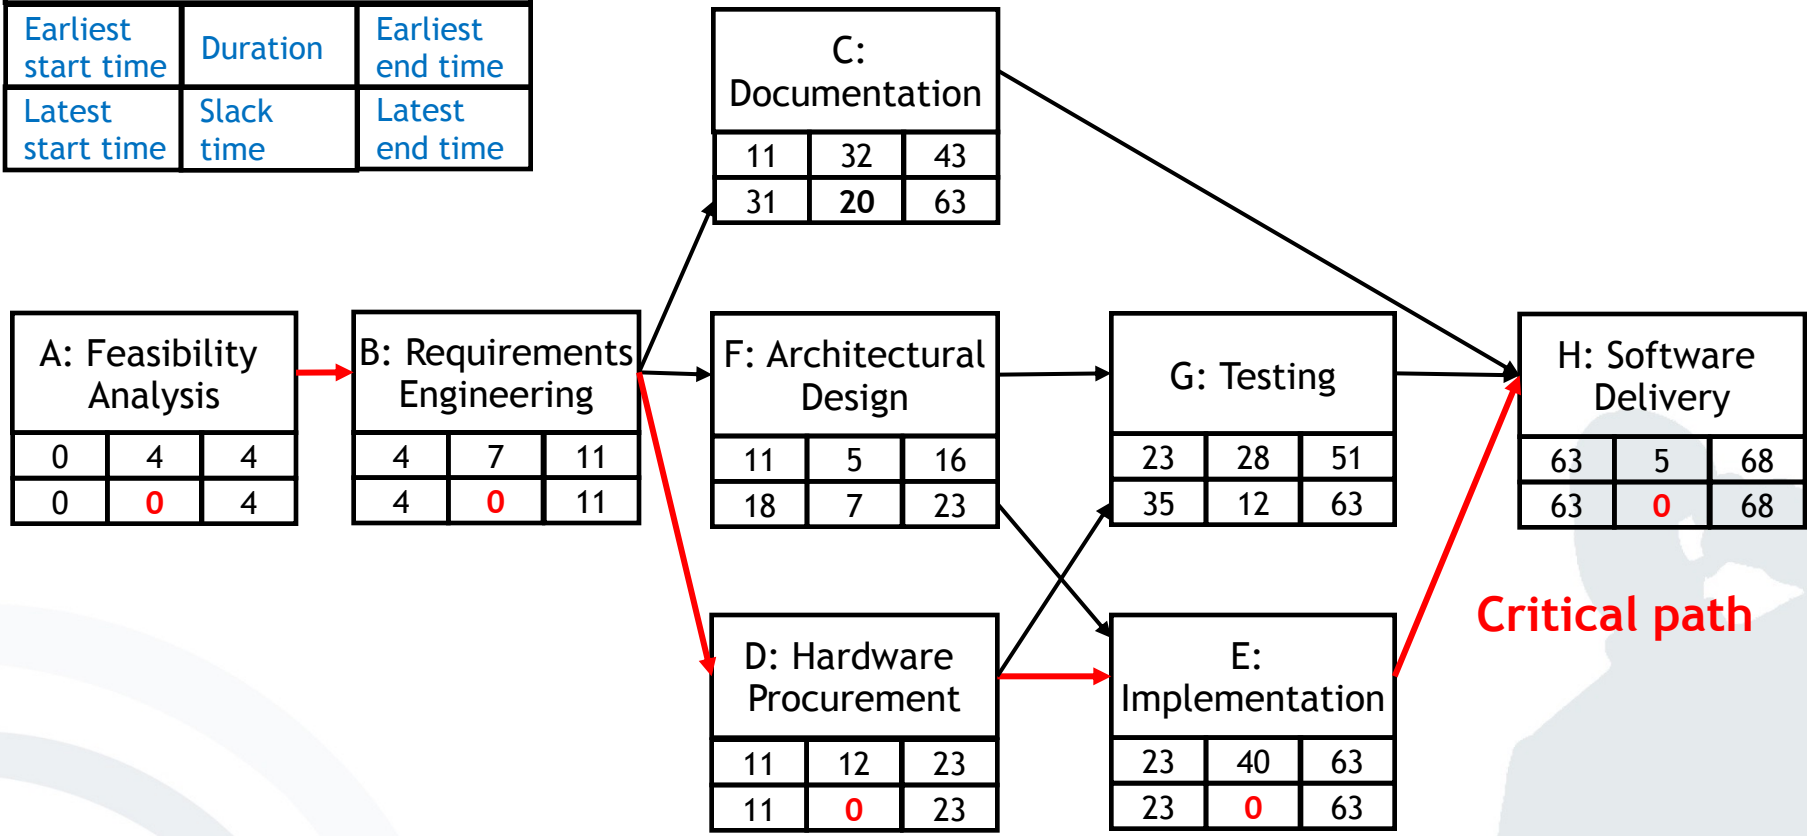 Earliest
start time
Duration
Earliest
end time
Latest
start time
Slack
time
Latest
end time
C:
Documentation
11 32 43
31 20 63
A: Feasibility
Analysis
0 4 4
0 0 4
B: Requirements
Engineering
4 7 11
4 0 11
F: Architectural
Design
11 5 16
18 7 23
G: Testing
23 28 51
35 12 63
H: Software
Delivery
63 5 68
63 0 68
D: Hardware
Procurement
11 12 23
11 0 23
E:
Implementation
23 40 63
23 0 63
Critical path